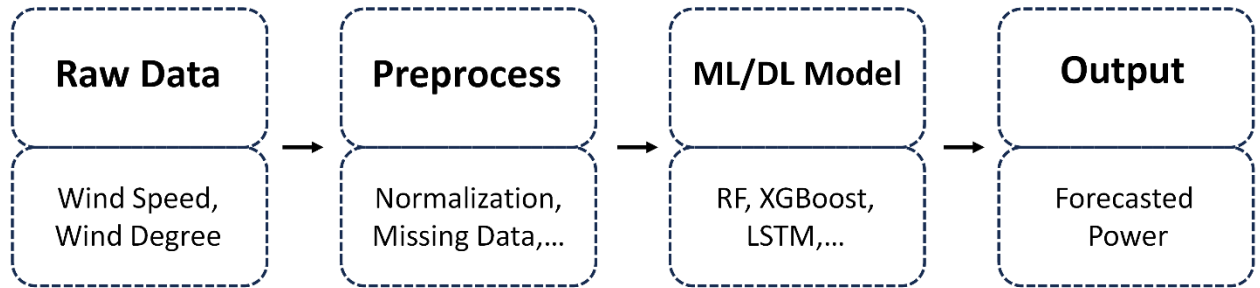 Raw Data
Wind Speed,
Wind Degree
Preprocess
Normalization,
Missing Data,...
ML/DL Model
RF, XGBoost,
LSTM,...
Output
Forecasted
Power